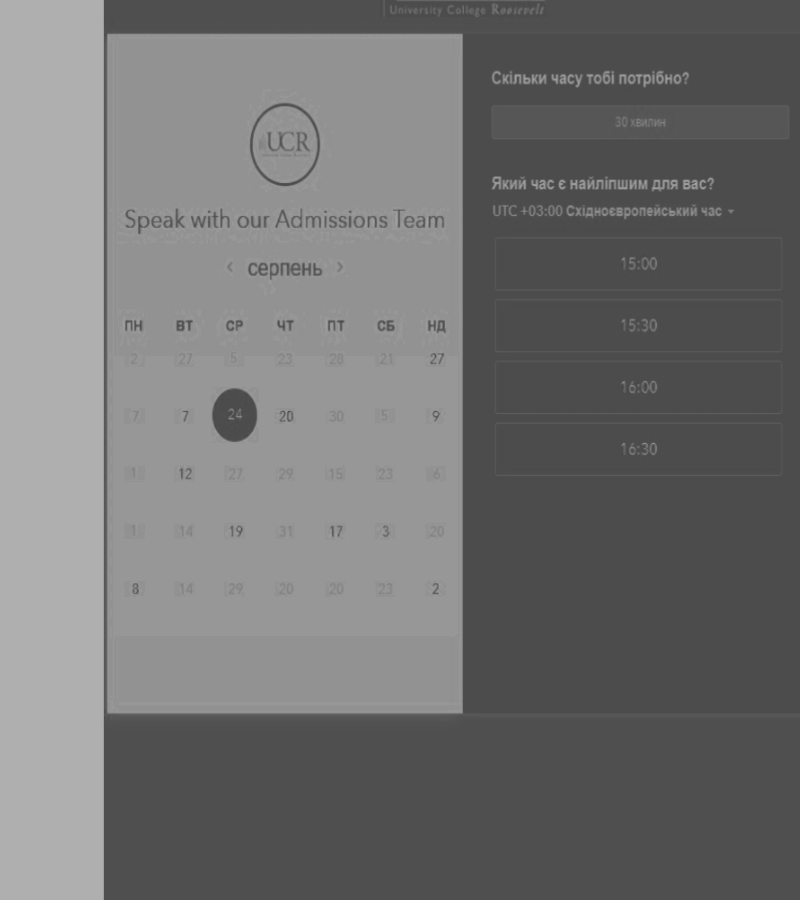 University College Roosevelt
UCR
Speak with our Admissions Team
‹ серпень ›
ПН ВТ СР ЧТ ПТ СБ НД
2 27 5 23 28 21 27
7 7 24 20 30 5 9
1 12 27 29 15 23 6
1 14 19 31 17 3 20
8 14 29 20 20 23 2
Скільки часу тобі потрібно?
30 хвилин
Який час є найліпшим для вас?
UTC +03:00 Східноєвропейський час
15:00
15:30
16:00
16:30